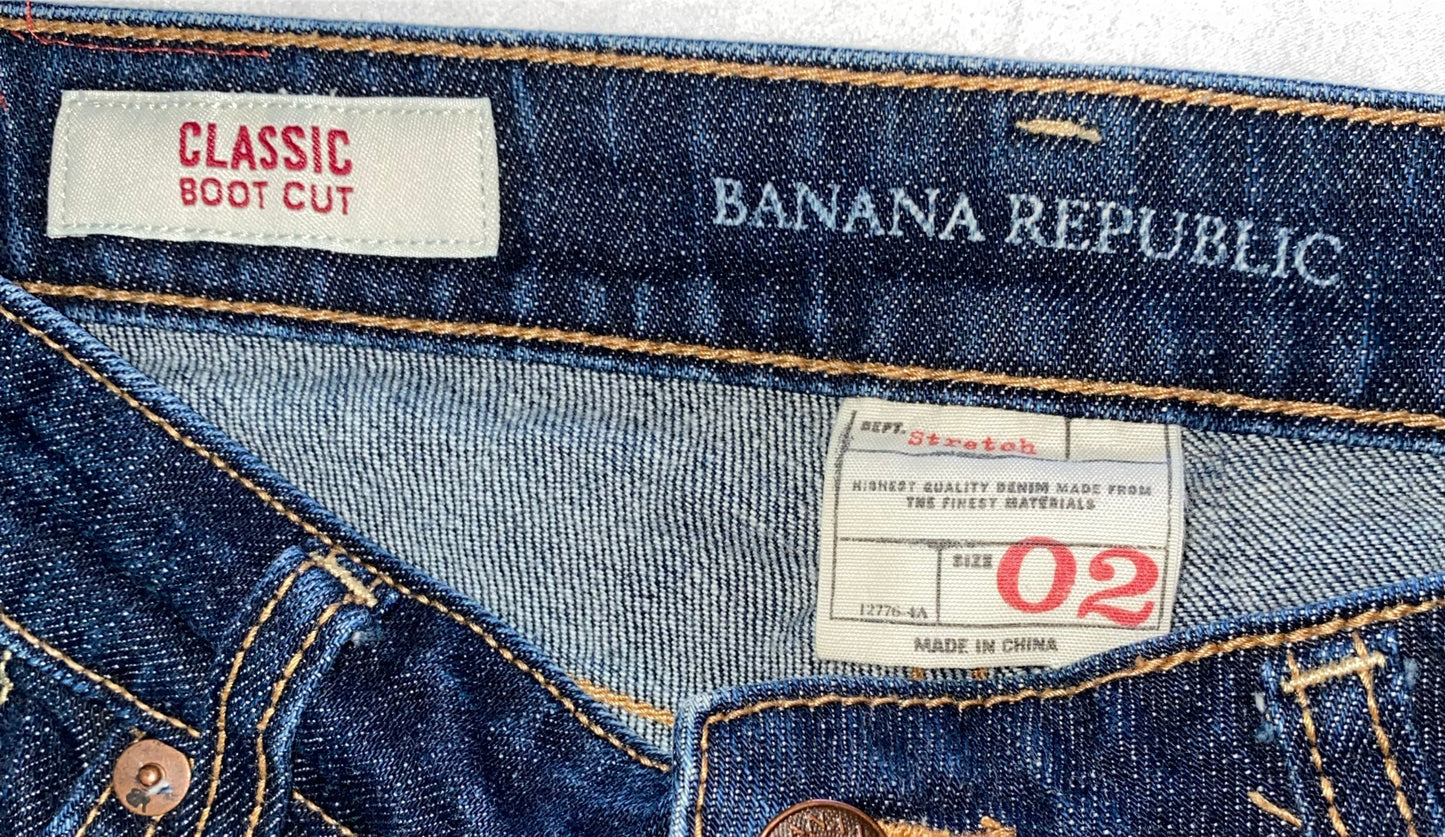 CLASSIC
BOOT CUT
BANANA REPUBLIC
DEPT. Stretch
HIGHEST QUALITY DENIM MADE FROM
THE FINEST MATERIALS
SIZE 02
12776-4A
MADE IN CHINA